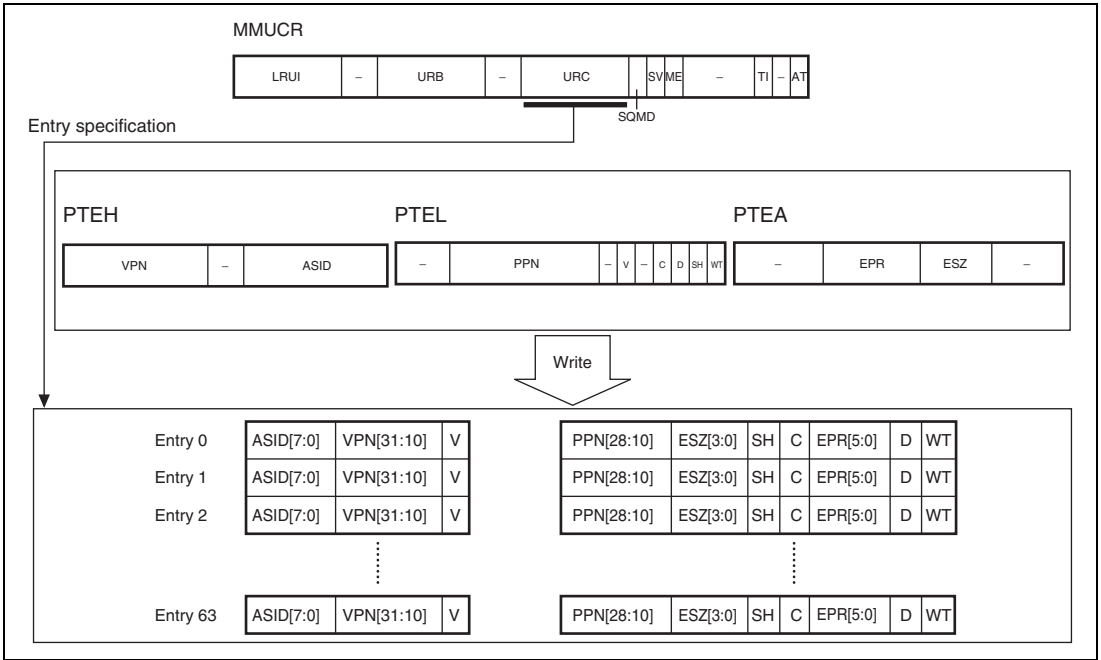 MMUCR
LRUI – URB – URC SV ME – TI – AT
SQMD
Entry specification
PTEH PTEL PTEA
VPN – ASID – PPN – V – C D SH WT – EPR ESZ –
Write
Entry 0 ASID[7:0] VPN[31:10] V PPN[28:10] ESZ[3:0] SH C EPR[5:0] D WT
Entry 1 ASID[7:0] VPN[31:10] V PPN[28:10] ESZ[3:0] SH C EPR[5:0] D WT
Entry 2 ASID[7:0] VPN[31:10] V PPN[28:10] ESZ[3:0] SH C EPR[5:0] D WT
Entry 63 ASID[7:0] VPN[31:10] V PPN[28:10] ESZ[3:0] SH C EPR[5:0] D WT